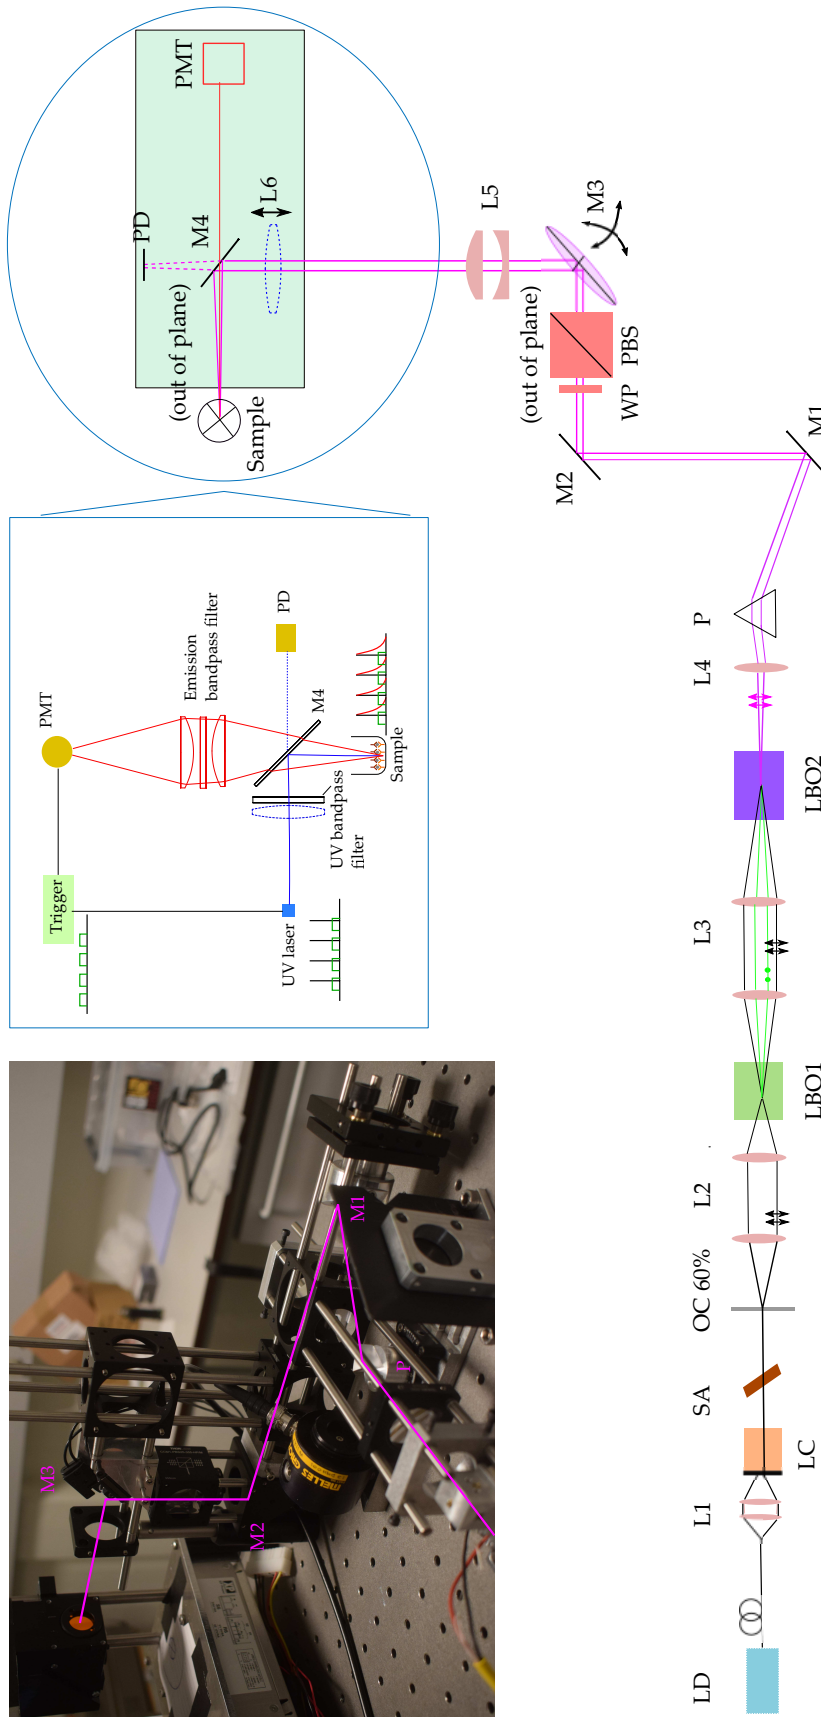 LD
L1
LC
SA
OC 60%
L2
LBO1
L3
LBO2
L4
P
M1
M2
WP
PBS
(out of plane)
M3
L5
(out of plane)
Sample
M4
L6
PD
PMT
Trigger
PMT
UV laser
UV bandpass
filter
Emission
bandpass filter
M4
PD
Sample
M3
M2
M1
P